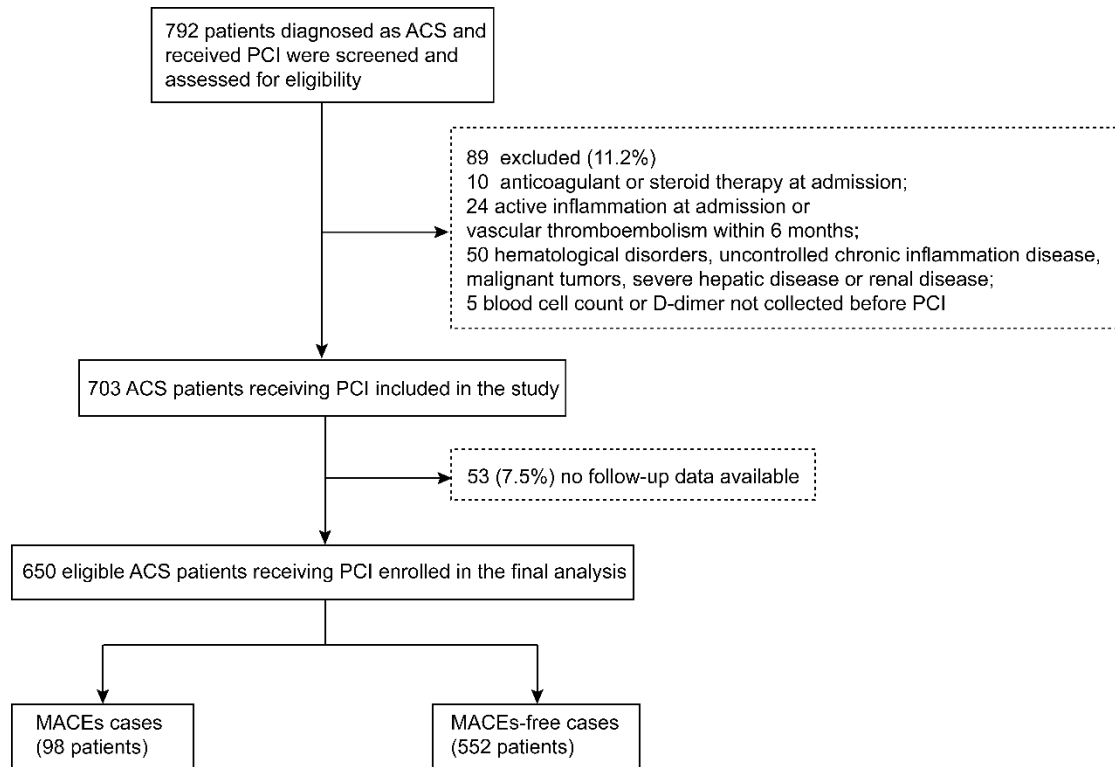 792 patients diagnosed as ACS and
received PCI were screened and
assessed for eligibility
89 excluded (11.2%)
10 anticoagulant or steroid therapy at admission;
24 active inflammation at admission or
vascular thromboembolism within 6 months;
50 hematological disorders, uncontrolled chronic inflammation disease,
malignant tumors, severe hepatic disease or renal disease;
5 blood cell count or D-dimer not collected before PCI
703 ACS patients receiving PCI included in the study
53 (7.5%) no follow-up data available
650 eligible ACS patients receiving PCI enrolled in the final analysis
MACEs cases
(98 patients)
MACEs-free cases
(552 patients)